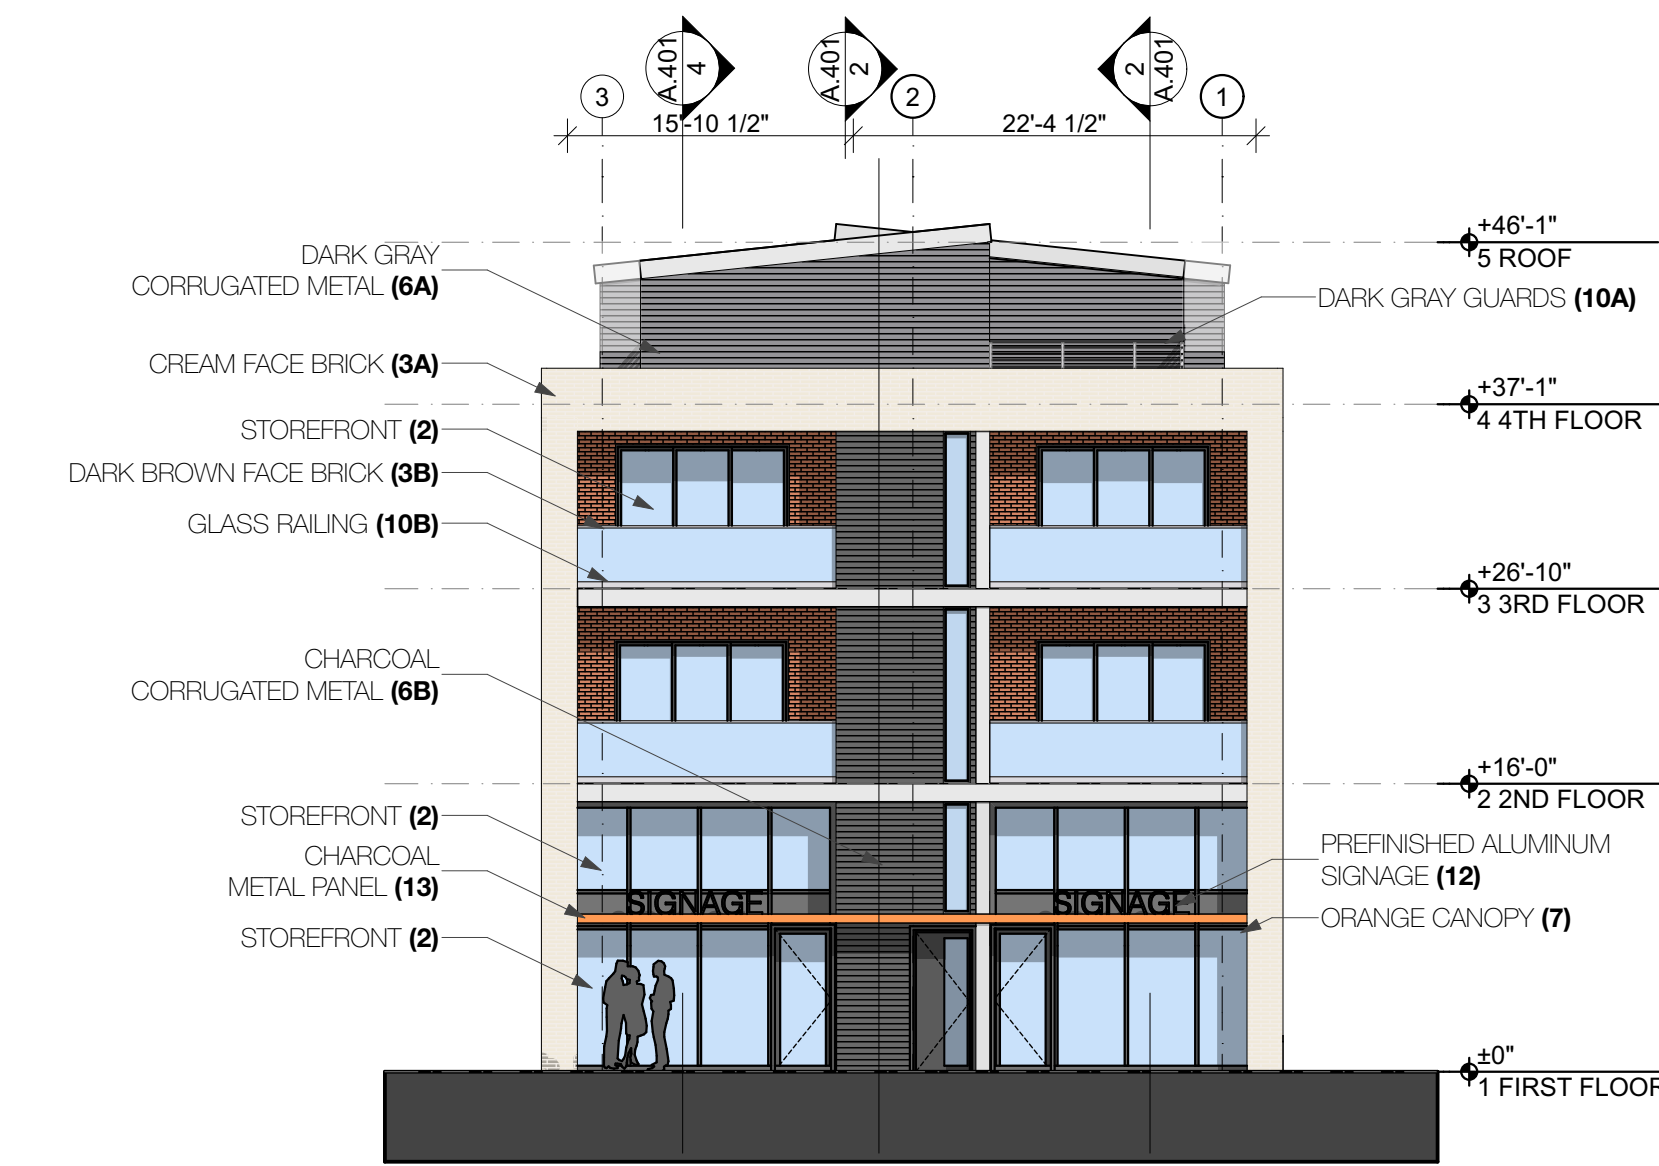 A.401
4
A.401
2
2
A.401
3
2
1
15'-10 1/2"
22'-4 1/2"
+46'-1"
5 ROOF
DARK GRAY
CORRUGATED METAL (6A)
DARK GRAY GUARDS (10A)
CREAM FACE BRICK (3A)
+37'-1"
4 4TH FLOOR
STOREFRONT (2)
DARK BROWN FACE BRICK (3B)
GLASS RAILING (10B)
+26'-10"
3 3RD FLOOR
CHARCOAL
CORRUGATED METAL (6B)
+16'-0"
2 2ND FLOOR
STOREFRONT (2)
CHARCOAL
METAL PANEL (13)
PREFINISHED ALUMINUM
SIGNAGE (12)
SIGNAGE
SIGNAGE
ORANGE CANOPY (7)
STOREFRONT (2)
±0"
1 FIRST FLOOR